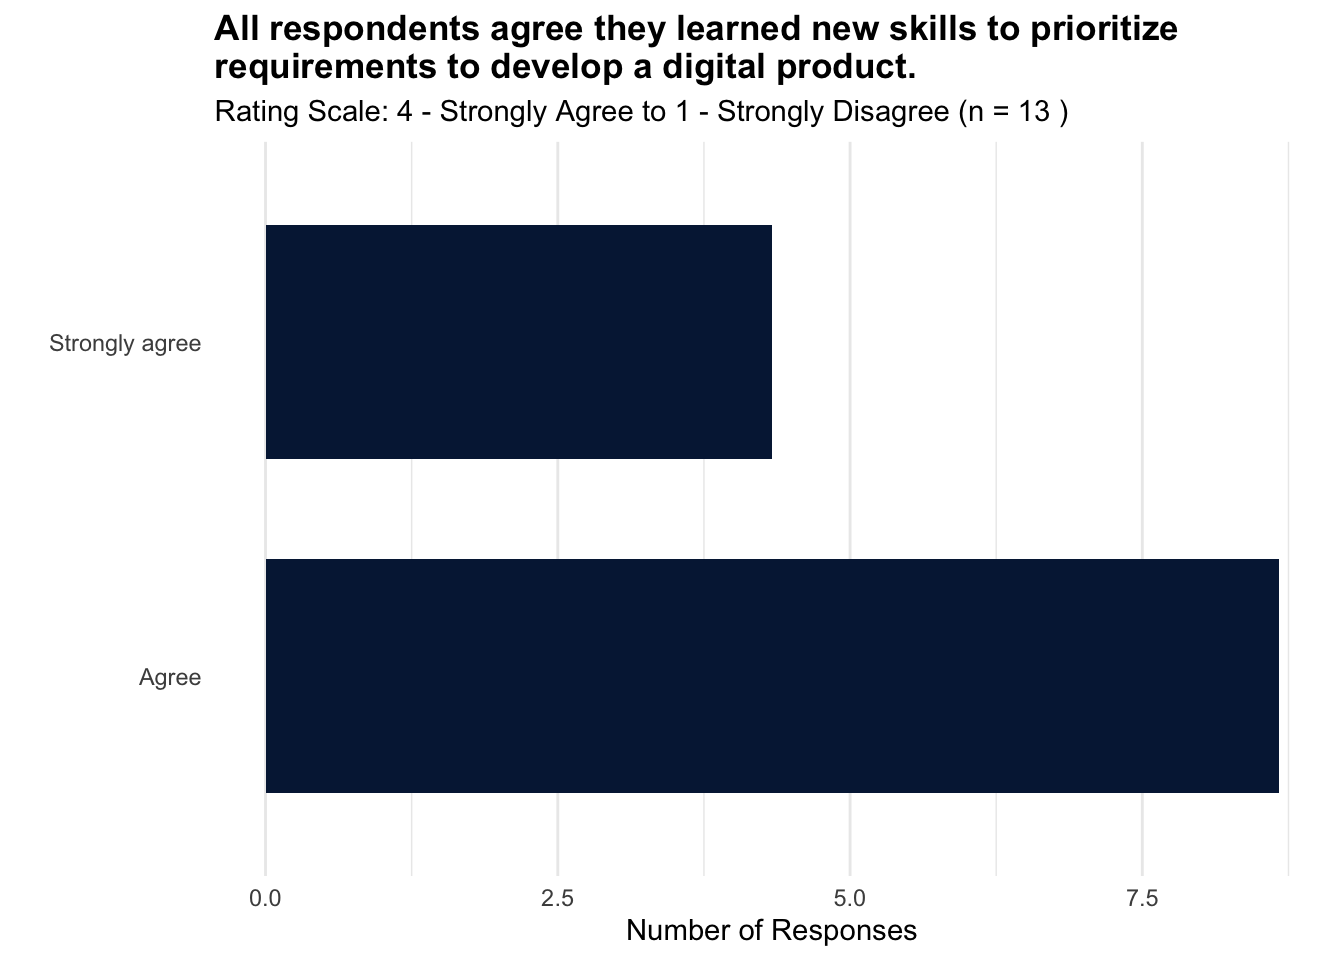 All respondents agree they learned new skills to prioritize
requirements to develop a digital product.
Rating Scale: 4 - Strongly Agree to 1 - Strongly Disagree (n = 13 )
Strongly agree
Agree
0.0 2.5 5.0 7.5
Number of Responses